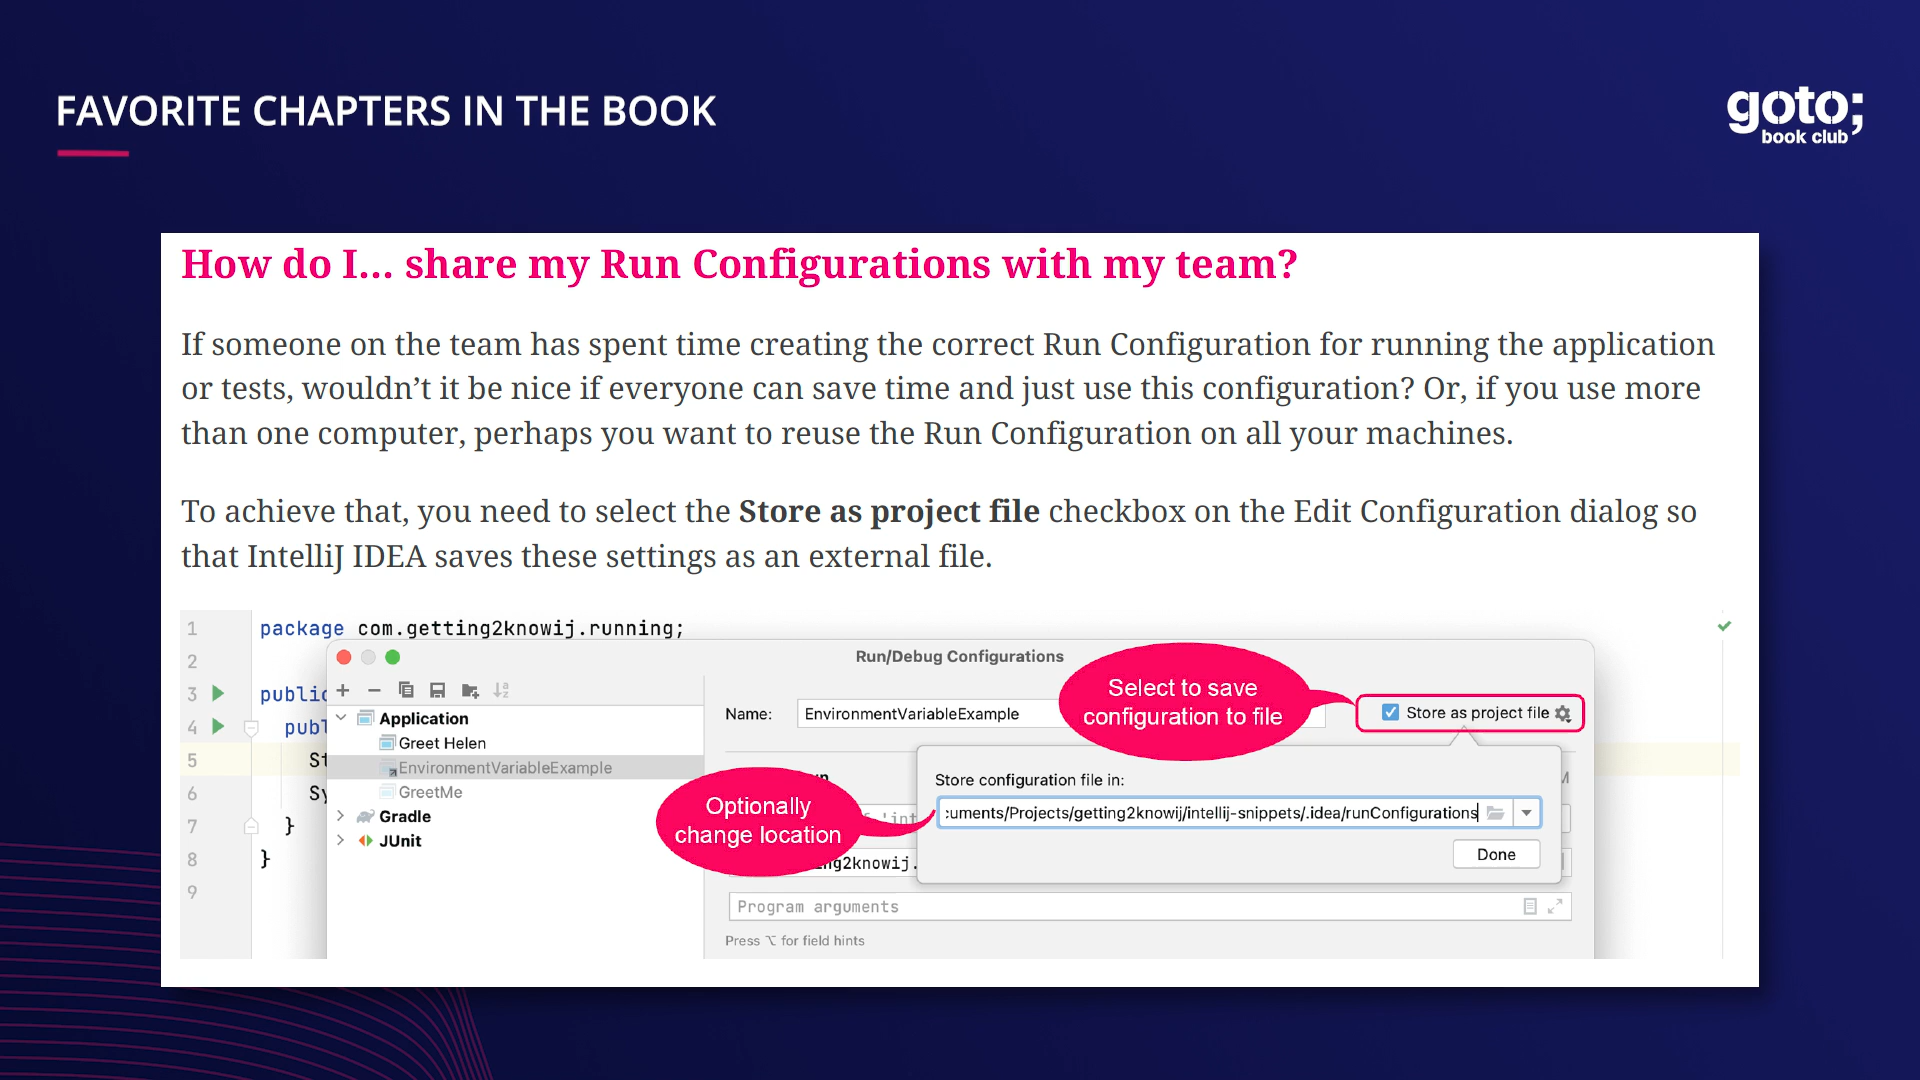 FAVORITE CHAPTERS IN THE BOOK
goto;
book club
How do I... share my Run Configurations with my team?
If someone on the team has spent time creating the correct Run Configuration for running the application
or tests, wouldn’t it be nice if everyone can save time and just use this configuration? Or, if you use more
than one computer, perhaps you want to reuse the Run Configuration on all your machines.
To achieve that, you need to select the Store as project file checkbox on the Edit Configuration dialog so
that IntelliJ IDEA saves these settings as an external file.
1 package com.getting2knowij.running;
2
3 public
4 publ
5 St
6 Sy
7 }
8 }
9
Run/Debug Configurations
Application
Greet Helen
EnvironmentVariableExample
GreetMe
Gradle
JUnit
Name: EnvironmentVariableExample
Select to save
configuration to file
Store as project file
Store configuration file in:
:uments/Projects/getting2knowij/intellij-snippets/.idea/runConfigurations
Done
Optionally
change location
ng2knowij.
Program arguments
Press ⌥ for field hints